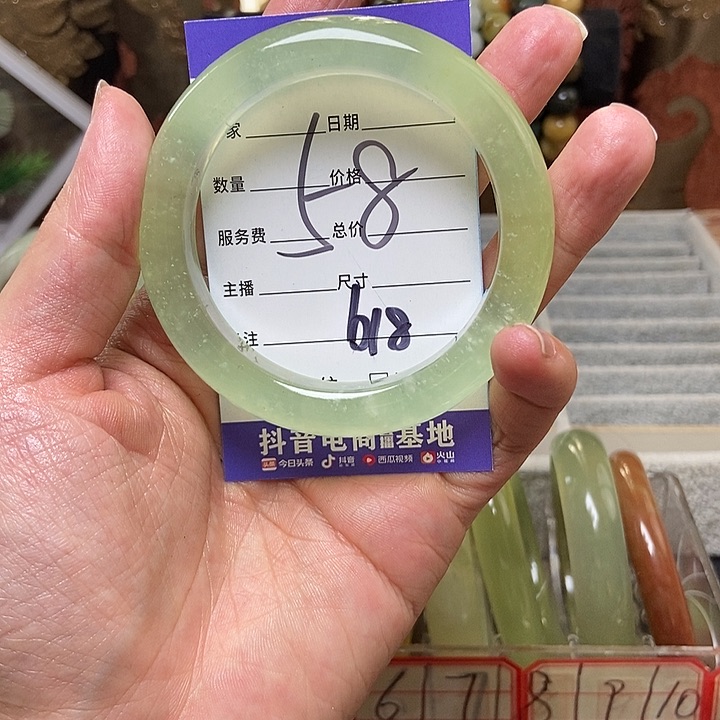 家 日期
数量 价格
58
服务费 总价
主播 尺寸
注
618
抖音电商直播基地
今日头条 抖音 西瓜视频 火山
6 7 8 9 10